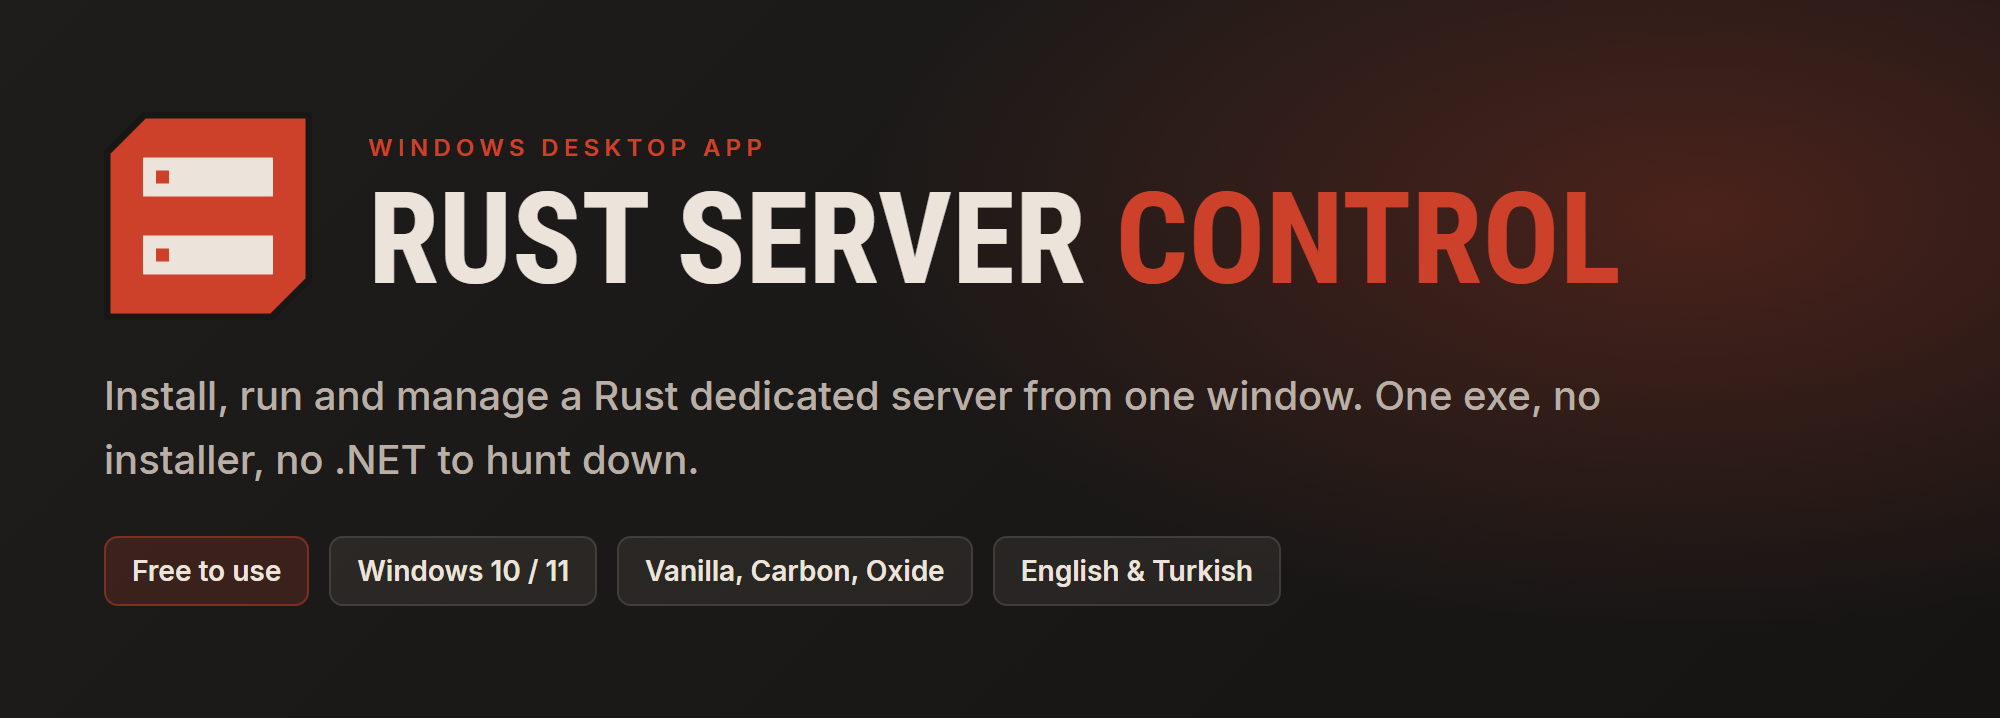 WINDOWS DESKTOP APP
RUST SERVER CONTROL
Install, run and manage a Rust dedicated server from one window. One exe, no
installer, no .NET to hunt down.
Free to use
Windows 10 / 11
Vanilla, Carbon, Oxide
English & Turkish